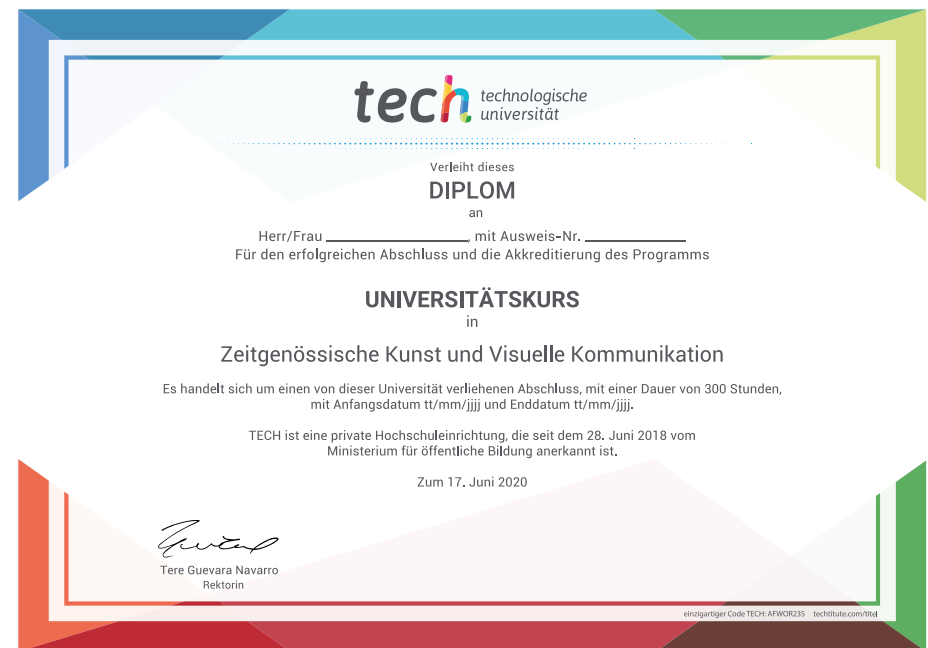 tech technologische
universität
Verleiht dieses
DIPLOM
an
Herr/Frau ____________________, mit Ausweis-Nr. ______________
Für den erfolgreichen Abschluss und die Akkreditierung des Programms
UNIVERSITÄTSKURS
in
Zeitgenössische Kunst und Visuelle Kommunikation
Es handelt sich um einen von dieser Universität verliehenen Abschluss, mit einer Dauer von 300 Stunden,
mit Anfangsdatum tt/mm/jjjj und Enddatum tt/mm/jjjj.
TECH ist eine private Hochschuleinrichtung, die seit dem 28. Juni 2018 vom
Ministerium für öffentliche Bildung anerkannt ist.
Zum 17. Juni 2020
Tere Guevara Navarro
Rektorin
einzigartiger Code TECH: AFWOR23S techtitute.com/titel